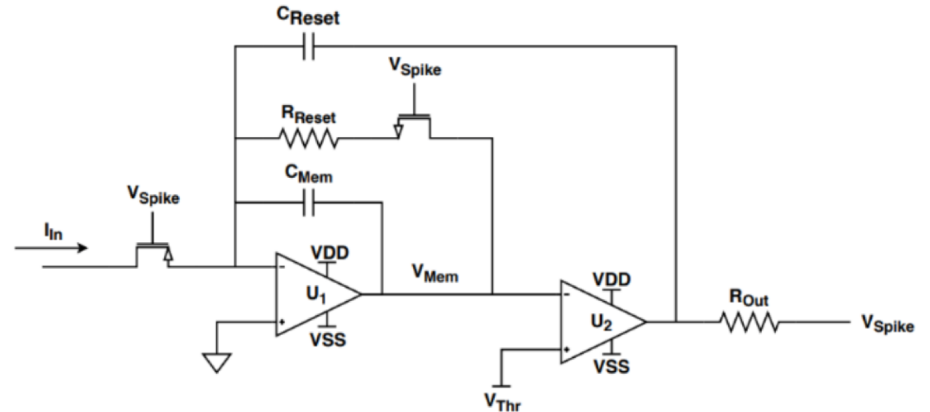 CReset
VSpike
RReset
CMem
VSpike
IIn
VDD
VMem
-
U1
+
VSS
VDD
-
U2
+
VSS
ROut
VSpike
VThr